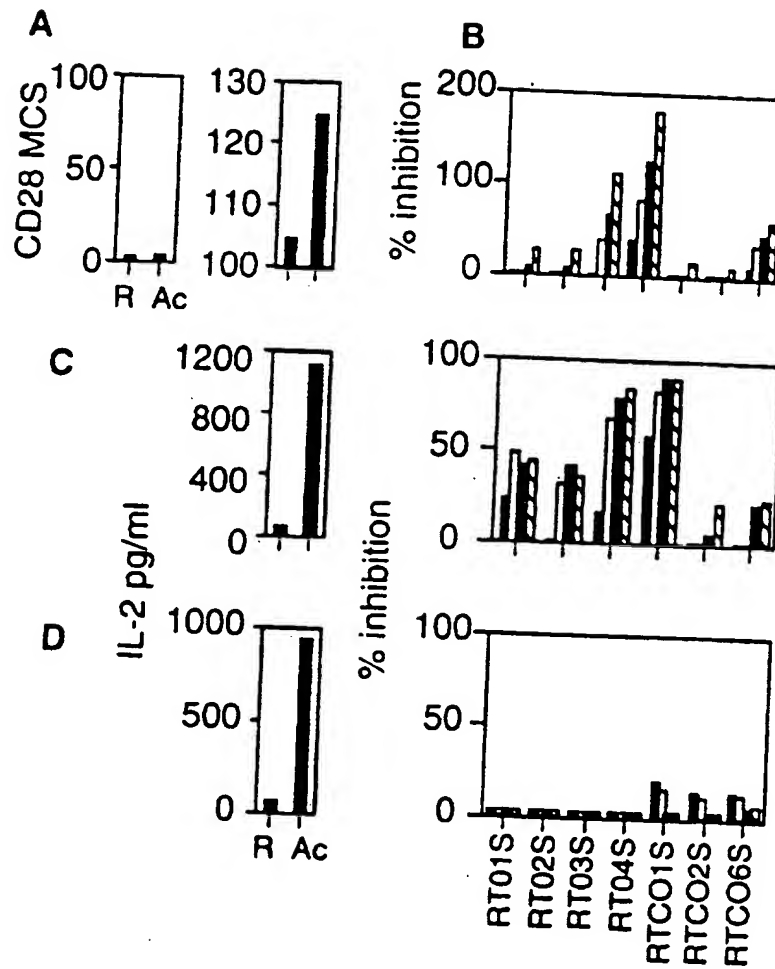 A
B
CD28 MCS
100
50
0
R Ac
130
120
110
100
% inhibition
200
100
0
C
1200
800
400
0
IL-2 pg/ml
100
50
0
% inhibition
D
1000
500
0
R Ac
100
50
0
RT01S
RT02S
RT03S
RT04S
RTCO1S
RTCO2S
RTCO6S